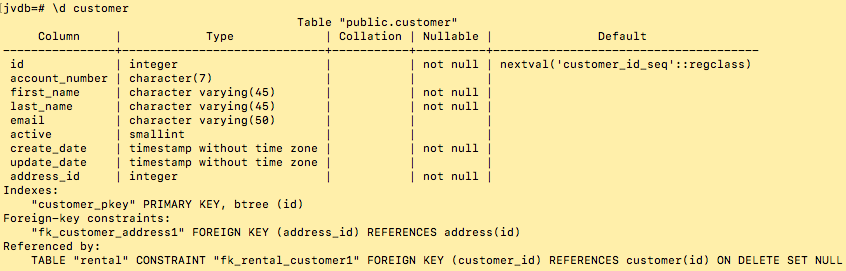 jvdb=# \d customer
                                        Table "public.customer"
     Column     |            Type             | Collation | Nullable |               Default
----------------+-----------------------------+-----------+----------+--------------------------------------
 id             | integer                     |           | not null | nextval('customer_id_seq'::regclass)
 account_number | character(7)                |           |          |
 first_name     | character varying(45)       |           | not null |
 last_name      | character varying(45)       |           | not null |
 email          | character varying(50)       |           |          |
 active         | smallint                    |           |          |
 create_date    | timestamp without time zone |           | not null |
 update_date    | timestamp without time zone |           |          |
 address_id     | integer                     |           | not null |
Indexes:
    "customer_pkey" PRIMARY KEY, btree (id)
Foreign-key constraints:
    "fk_customer_address1" FOREIGN KEY (address_id) REFERENCES address(id)
Referenced by:
    TABLE "rental" CONSTRAINT "fk_rental_customer1" FOREIGN KEY (customer_id) REFERENCES customer(id) ON DELETE SET NULL